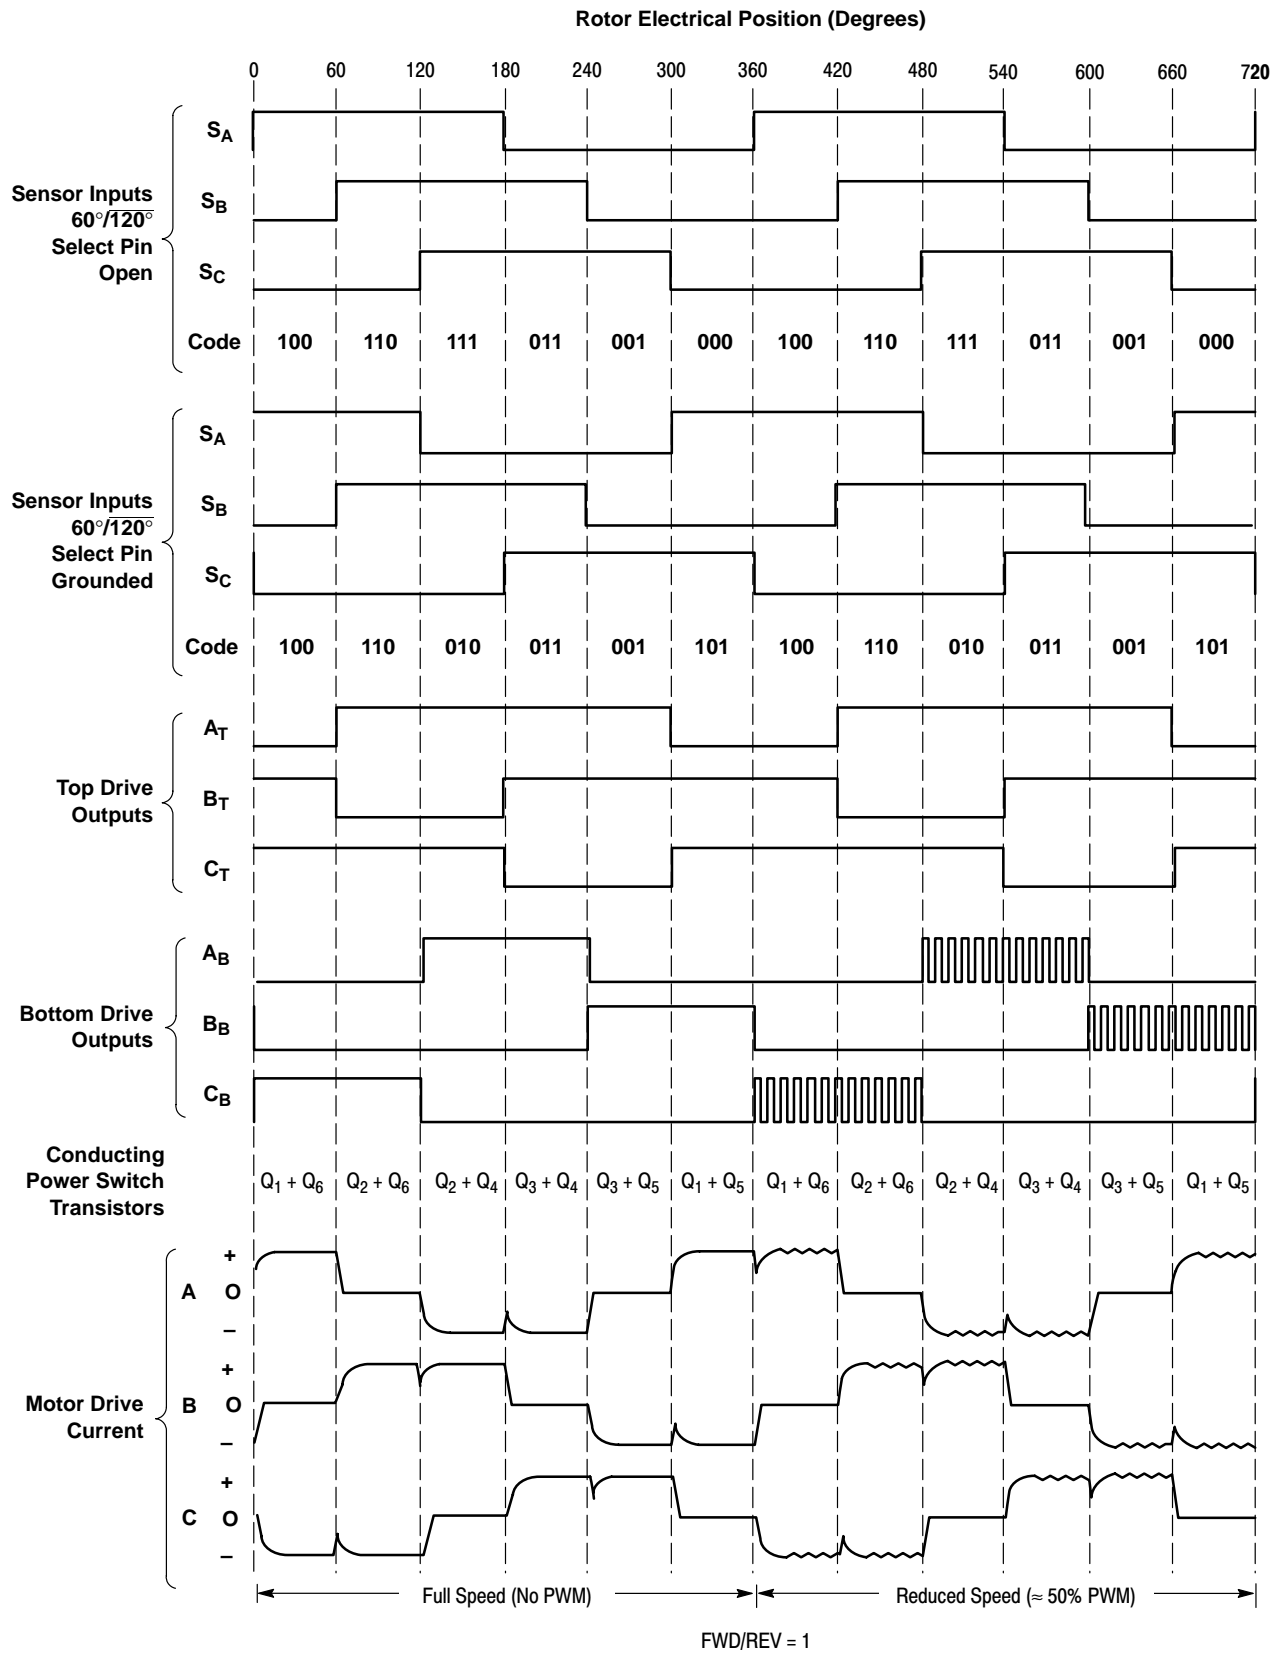 Rotor Electrical Position (Degrees)
0 60 120 180 240 300 360 420 480 540 600 660 720
Sensor Inputs
60°/120°
Select Pin
Open
SA
SB
SC
Code 100 110 111 011 001 000 100 110 111 011 001 000
Sensor Inputs
60°/120°
Select Pin
Grounded
SA
SB
SC
Code 100 110 010 011 001 101 100 110 010 011 001 101
Top Drive
Outputs
AT
BT
CT
Bottom Drive
Outputs
AB
BB
CB
Conducting
Power Switch
Transistors
Q1 + Q6 Q2 + Q6 Q2 + Q4 Q3 + Q4 Q3 + Q5 Q1 + Q5 Q1 + Q6 Q2 + Q6 Q2 + Q4 Q3 + Q4 Q3 + Q5 Q1 + Q5
Motor Drive
Current
+
A O
–
+
B O
–
+
C O
–
Full Speed (No PWM) Reduced Speed (≈ 50% PWM)
FWD/REV = 1